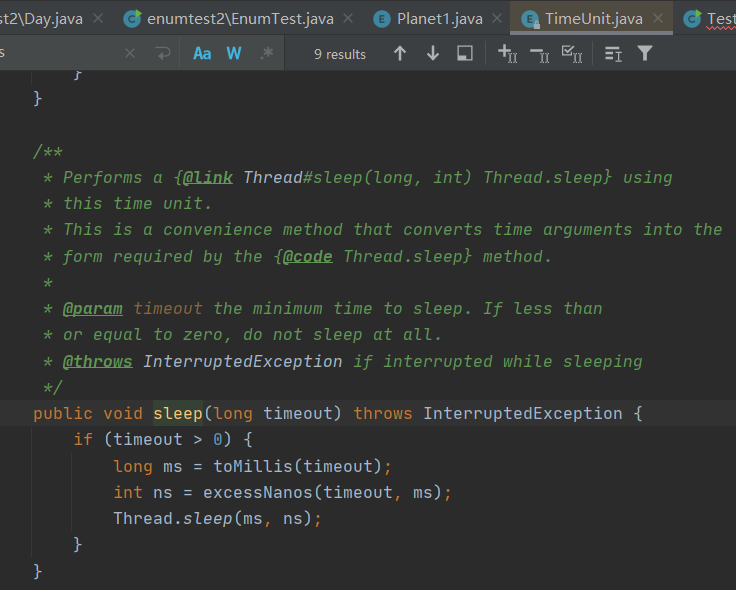 t2\Day.java enumtest2\EnumTest.java Planet1.java TimeUnit.java Test
s Aa W .* 9 results
}
}
/**
* Performs a {@link Thread#sleep(long, int) Thread.sleep} using
* this time unit.
* This is a convenience method that converts time arguments into the
* form required by the {@code Thread.sleep} method.
*
* @param timeout the minimum time to sleep. If less than
* or equal to zero, do not sleep at all.
* @throws InterruptedException if interrupted while sleeping
*/
public void sleep(long timeout) throws InterruptedException {
if (timeout > 0) {
long ms = toMillis(timeout);
int ns = excessNanos(timeout, ms);
Thread.sleep(ms, ns);
}
}